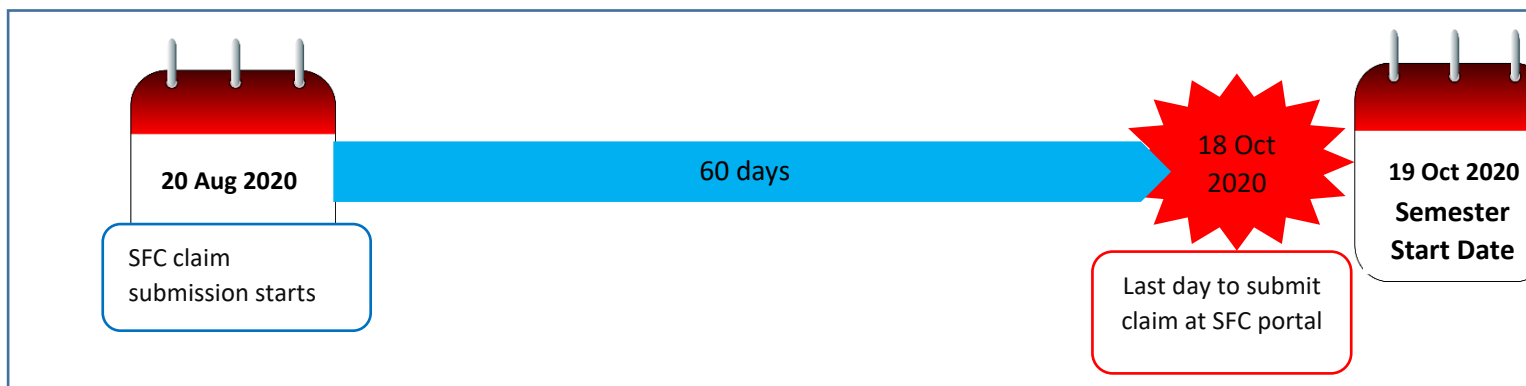 20 Aug 2020
SFC claim
submission starts
60 days
18 Oct
2020
Last day to submit
claim at SFC portal
19 Oct 2020
Semester
Start Date